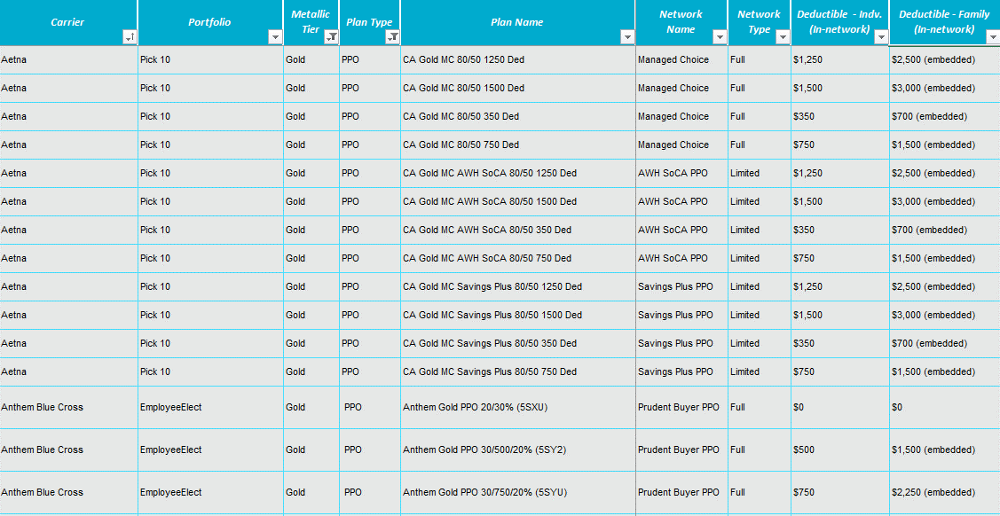 Carrier Portfolio Metallic Tier Plan Type Plan Name Network Name Network Type Deductible - Indv. (In-network) Deductible - Family (In-network)
Aetna Pick 10 Gold PPO CA Gold MC 80/50 1250 Ded Managed Choice Full $1,250 $2,500 (embedded)
Aetna Pick 10 Gold PPO CA Gold MC 80/50 1500 Ded Managed Choice Full $1,500 $3,000 (embedded)
Aetna Pick 10 Gold PPO CA Gold MC 80/50 350 Ded Managed Choice Full $350 $700 (embedded)
Aetna Pick 10 Gold PPO CA Gold MC 80/50 750 Ded Managed Choice Full $750 $1,500 (embedded)
Aetna Pick 10 Gold PPO CA Gold MC AWH SoCA 80/50 1250 Ded AWH SoCA PPO Limited $1,250 $2,500 (embedded)
Aetna Pick 10 Gold PPO CA Gold MC AWH SoCA 80/50 1500 Ded AWH SoCA PPO Limited $1,500 $3,000 (embedded)
Aetna Pick 10 Gold PPO CA Gold MC AWH SoCA 80/50 350 Ded AWH SoCA PPO Limited $350 $700 (embedded)
Aetna Pick 10 Gold PPO CA Gold MC AWH SoCA 80/50 750 Ded AWH SoCA PPO Limited $750 $1,500 (embedded)
Aetna Pick 10 Gold PPO CA Gold MC Savings Plus 80/50 1250 Ded Savings Plus PPO Limited $1,250 $2,500 (embedded)
Aetna Pick 10 Gold PPO CA Gold MC Savings Plus 80/50 1500 Ded Savings Plus PPO Limited $1,500 $3,000 (embedded)
Aetna Pick 10 Gold PPO CA Gold MC Savings Plus 80/50 350 Ded Savings Plus PPO Limited $350 $700 (embedded)
Aetna Pick 10 Gold PPO CA Gold MC Savings Plus 80/50 750 Ded Savings Plus PPO Limited $750 $1,500 (embedded)
Anthem Blue Cross EmployeeElect Gold PPO Anthem Gold PPO 20/30% (5SXU) Prudent Buyer PPO Full $0 $0
Anthem Blue Cross EmployeeElect Gold PPO Anthem Gold PPO 30/500/20% (5SY2) Prudent Buyer PPO Full $500 $1,500 (embedded)
Anthem Blue Cross EmployeeElect Gold PPO Anthem Gold PPO 30/750/20% (5SYU) Prudent Buyer PPO Full $750 $2,250 (embedded)